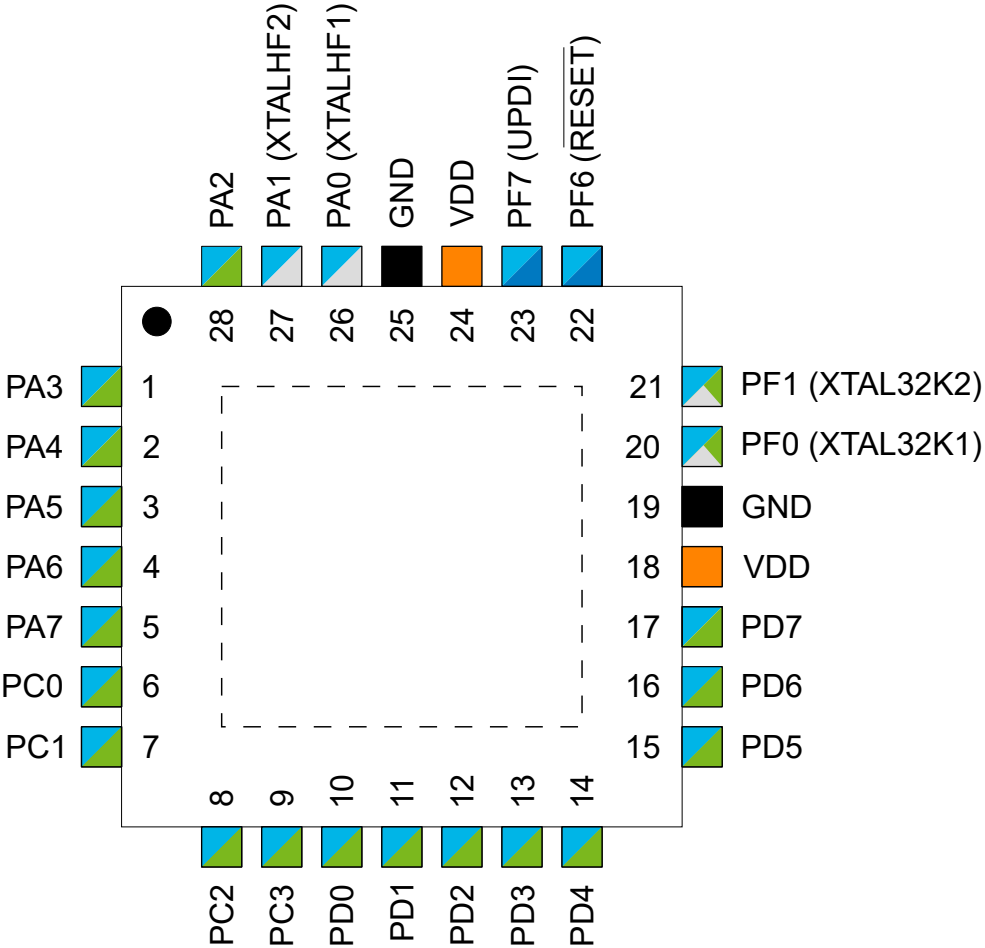 PA2
PA1 (XTALHF2)
PA0 (XTALHF1)
GND
VDD
PF7 (UPDI)
PF6 (RESET)
28
27
26
25
24
23
22
PA3 1
PA4 2
PA5 3
PA6 4
PA7 5
PC0 6
PC1 7
21 PF1 (XTAL32K2)
20 PF0 (XTAL32K1)
19 GND
18 VDD
17 PD7
16 PD6
15 PD5
8
9
10
11
12
13
14
PC2
PC3
PD0
PD1
PD2
PD3
PD4